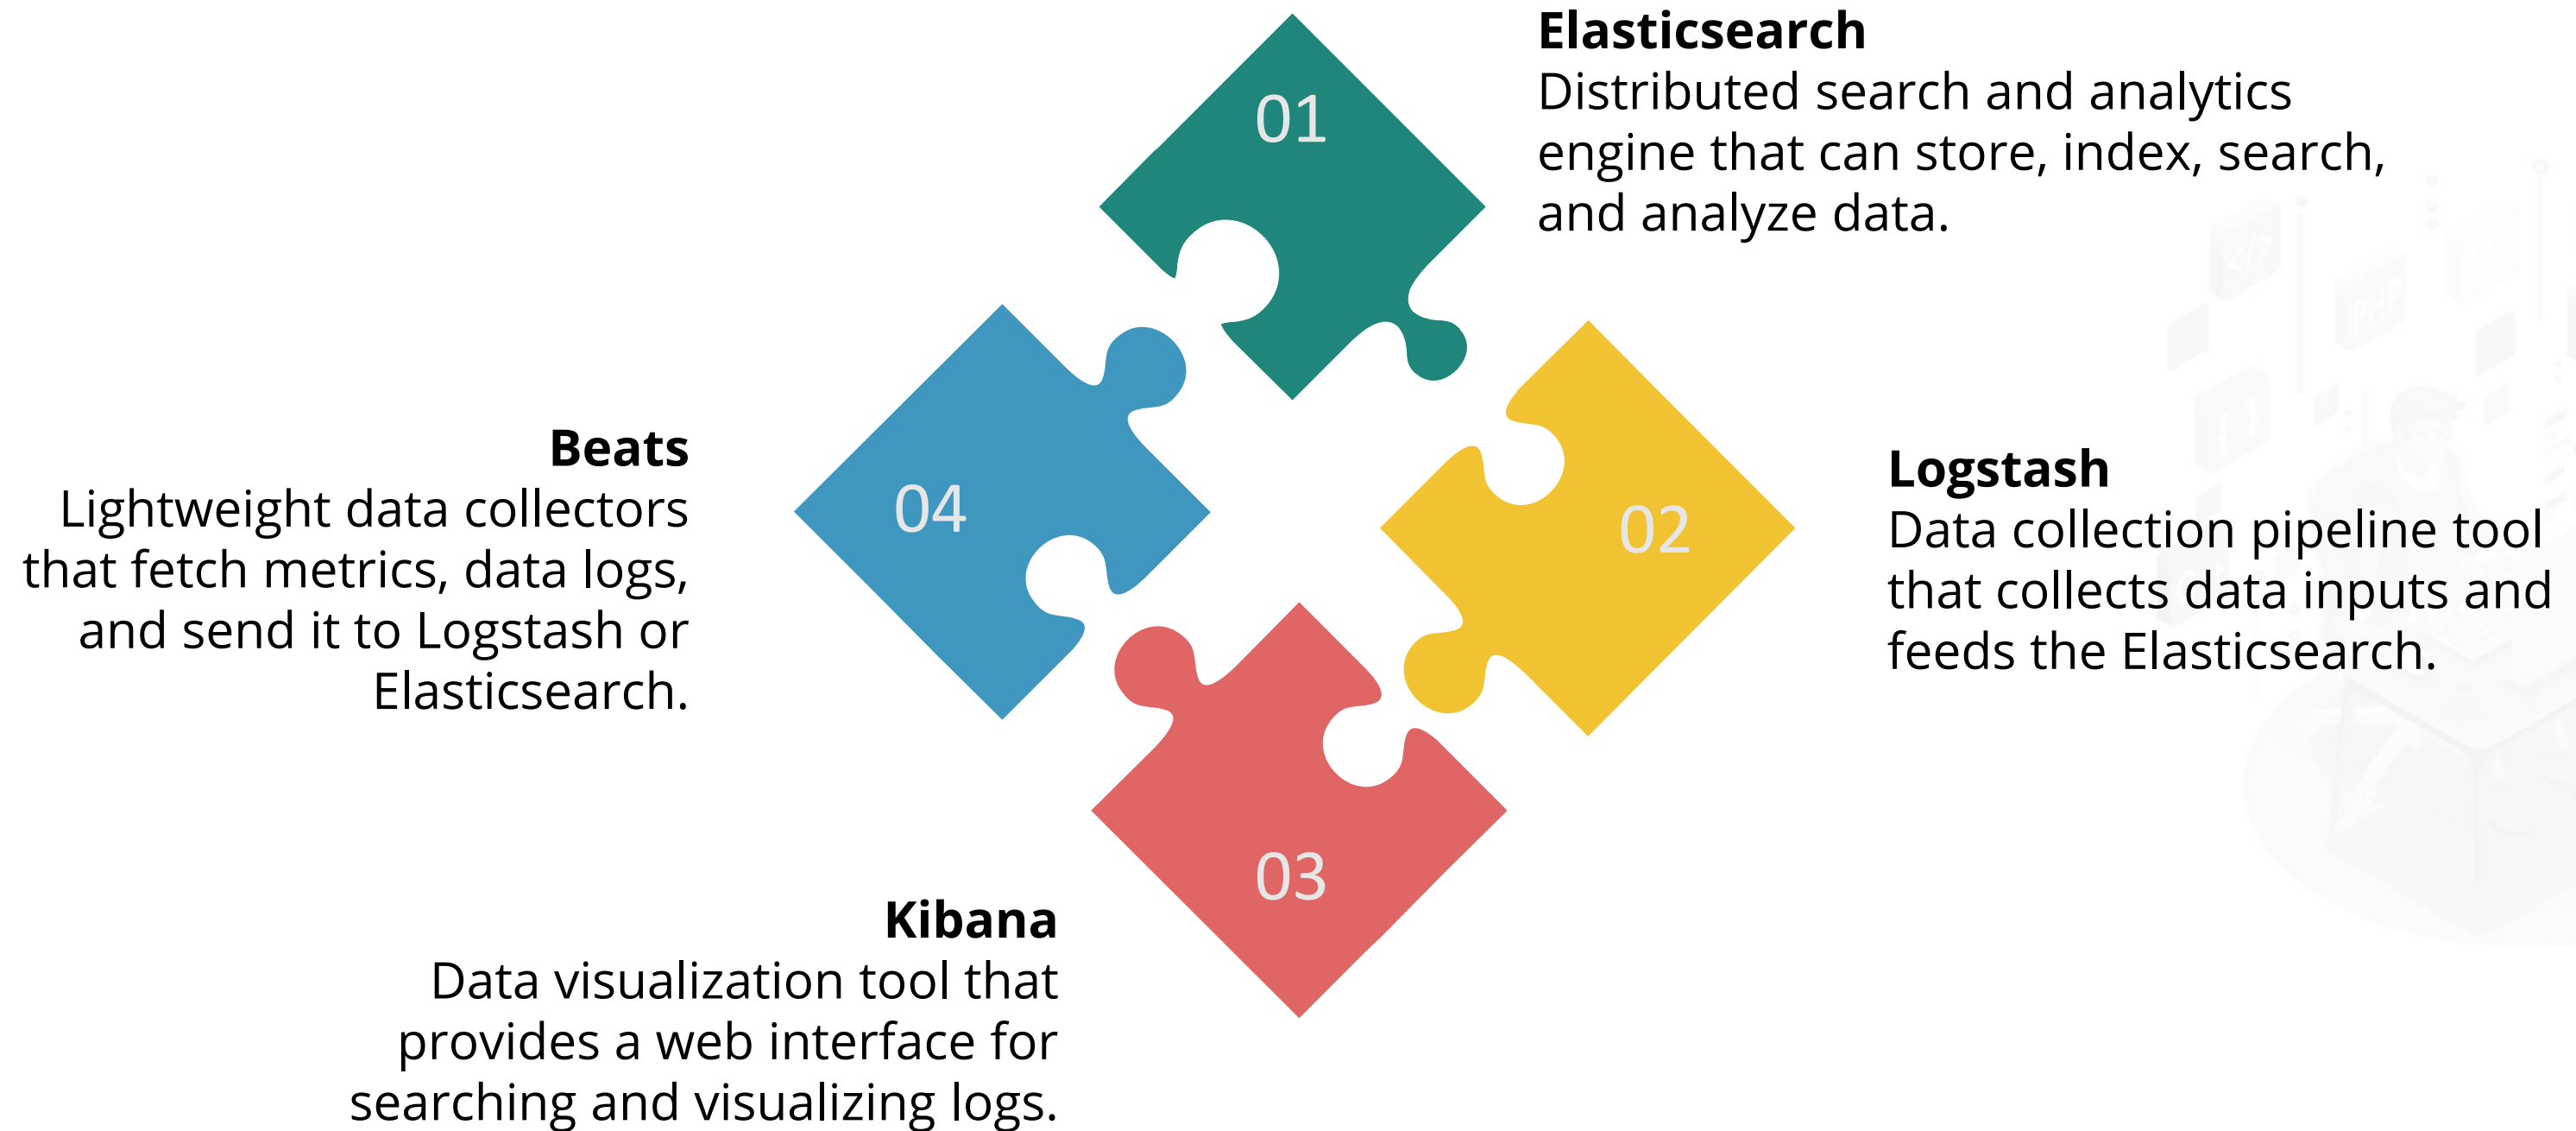 01
Elasticsearch
Distributed search and analytics
engine that can store, index, search,
and analyze data.
02
Logstash
Data collection pipeline tool
that collects data inputs and
feeds the Elasticsearch.
03
Kibana
Data visualization tool that
provides a web interface for
searching and visualizing logs.
04
Beats
Lightweight data collectors
that fetch metrics, data logs,
and send it to Logstash or
Elasticsearch.